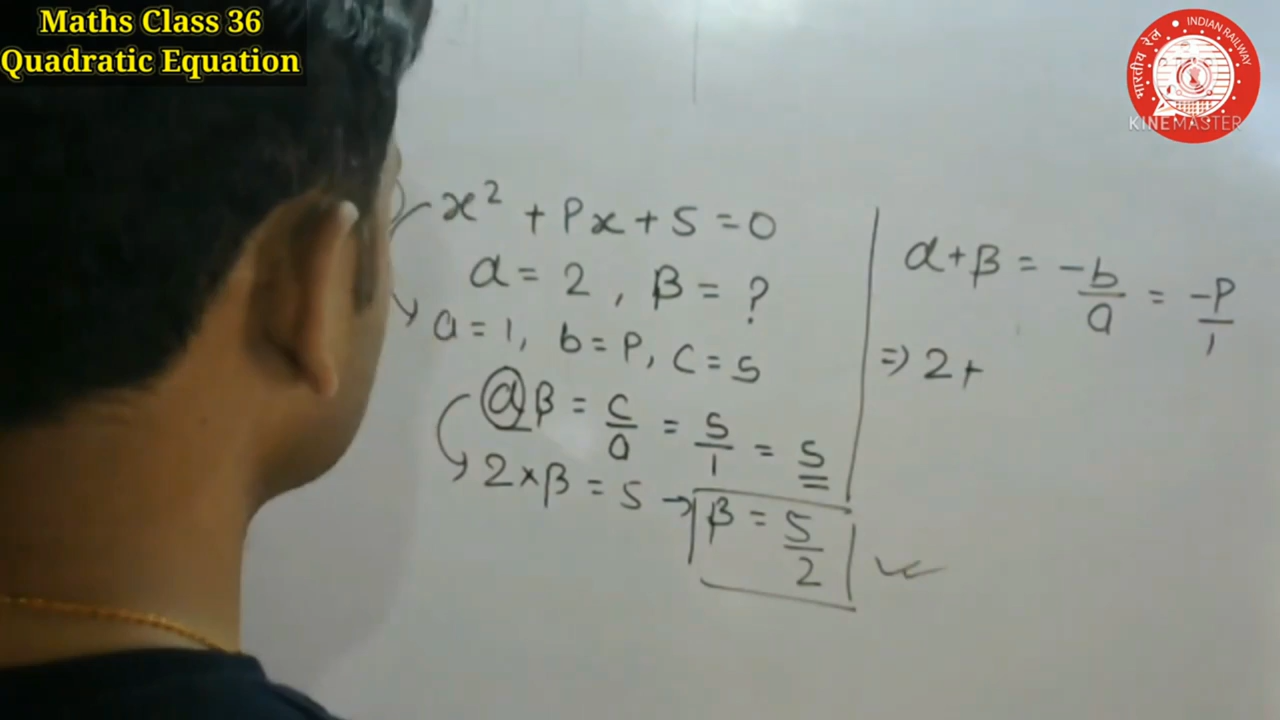 Maths Class 36
Quadratic Equation
भारतीय रेल INDIAN RAILWAY
KINEMASTER
x² + Px + 5 = 0
α = 2 , β = ?
a = 1, b = P, C = 5
αβ = c/a = 5/1 = 5
2×β = 5 → β = 5/2
α+β = -b/a = -P/1
⇒ 2+